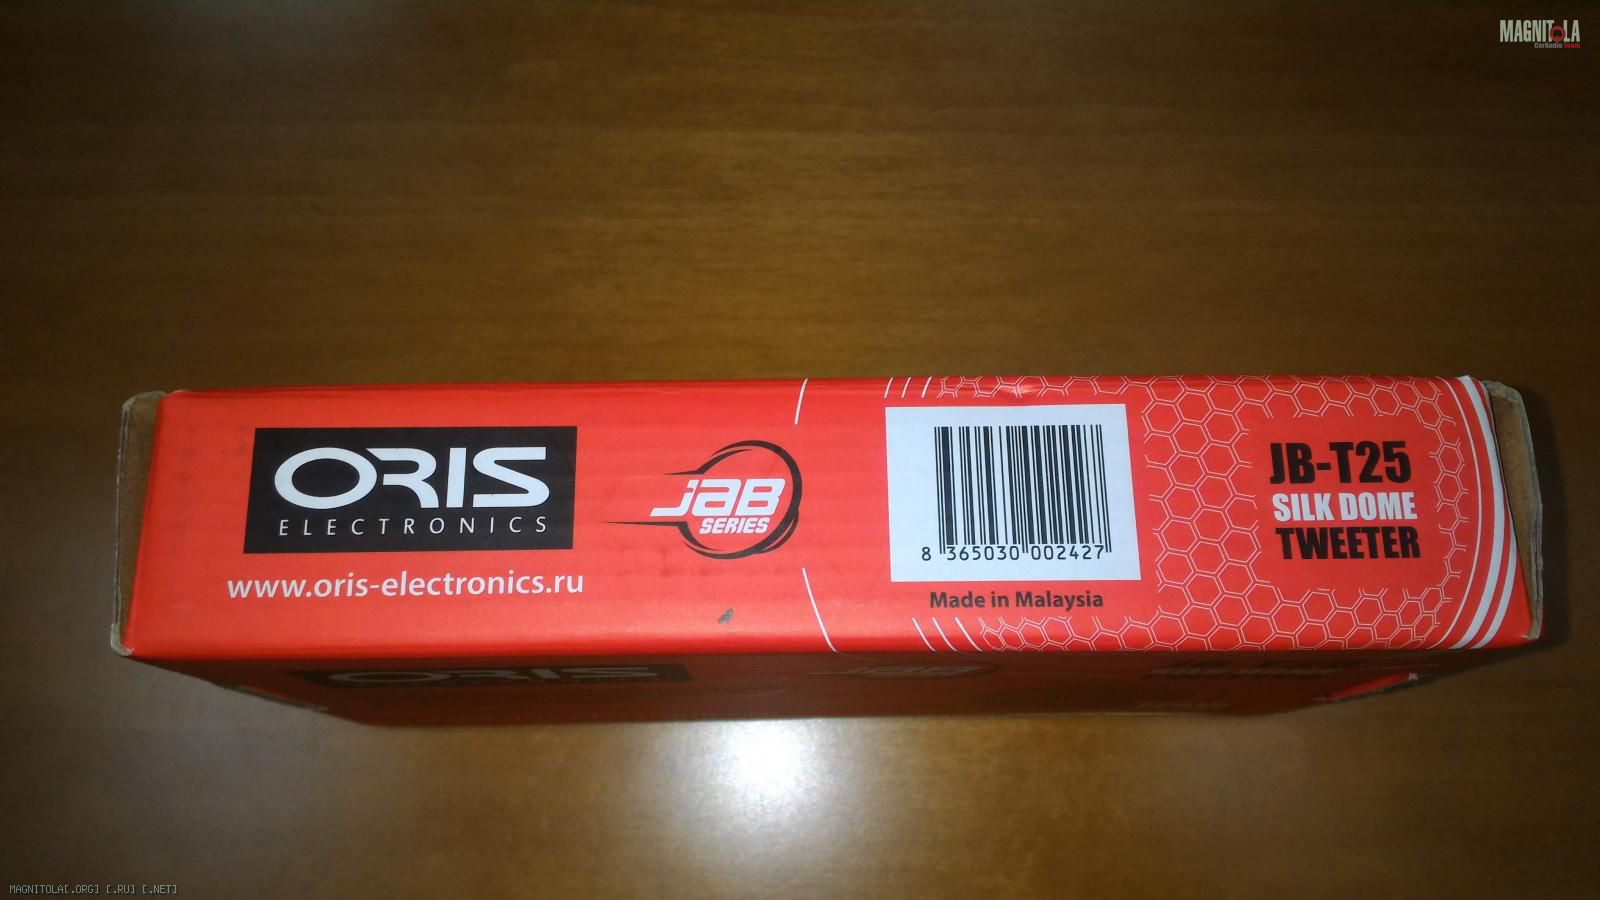 MAGNITOLA
CarAudio Team
ORIS
ELECTRONICS
www.oris-electronics.ru
JAB
SERIES
8 365030 002427
Made in Malaysia
JB-T25
SILK DOME
TWEETER
ORIS
MAGNITOLA[.ORG] [.RU] [.NET]